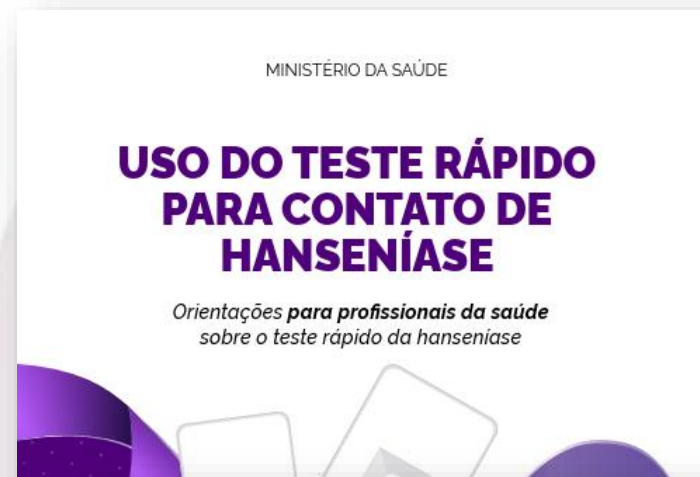 MINISTÉRIO DA SAÚDE
USO DO TESTE RÁPIDO
PARA CONTATO DE
HANSENÍASE
Orientações para profissionais da saúde
sobre o teste rápido da hanseníase